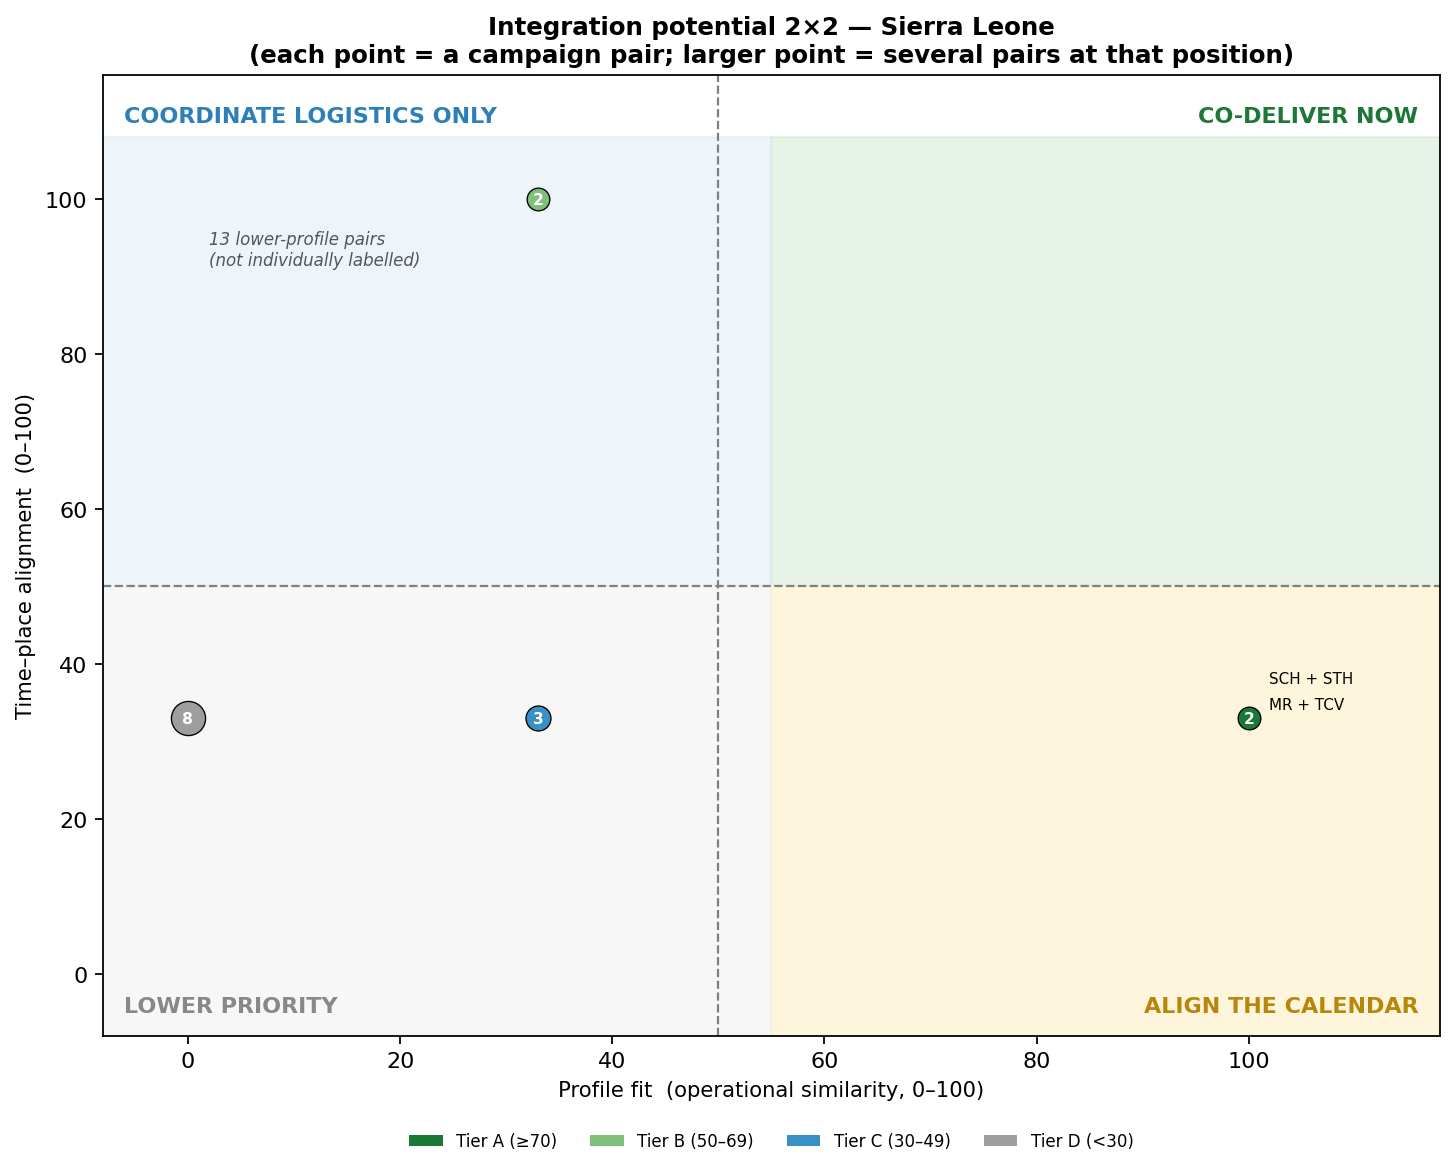 Integration potential 2×2 — Sierra Leone
(each point = a campaign pair; larger point = several pairs at that position)
COORDINATE LOGISTICS ONLY
CO-DELIVER NOW
100
2
13 lower-profile pairs
(not individually labelled)
80
60
Time–place alignment  (0–100)
40
SCH + STH
MR + TCV
8
3
2
20
0
LOWER PRIORITY
ALIGN THE CALENDAR
0
20
40
60
80
100
Profile fit  (operational similarity, 0–100)
Tier A (≥70)
Tier B (50–69)
Tier C (30–49)
Tier D (<30)